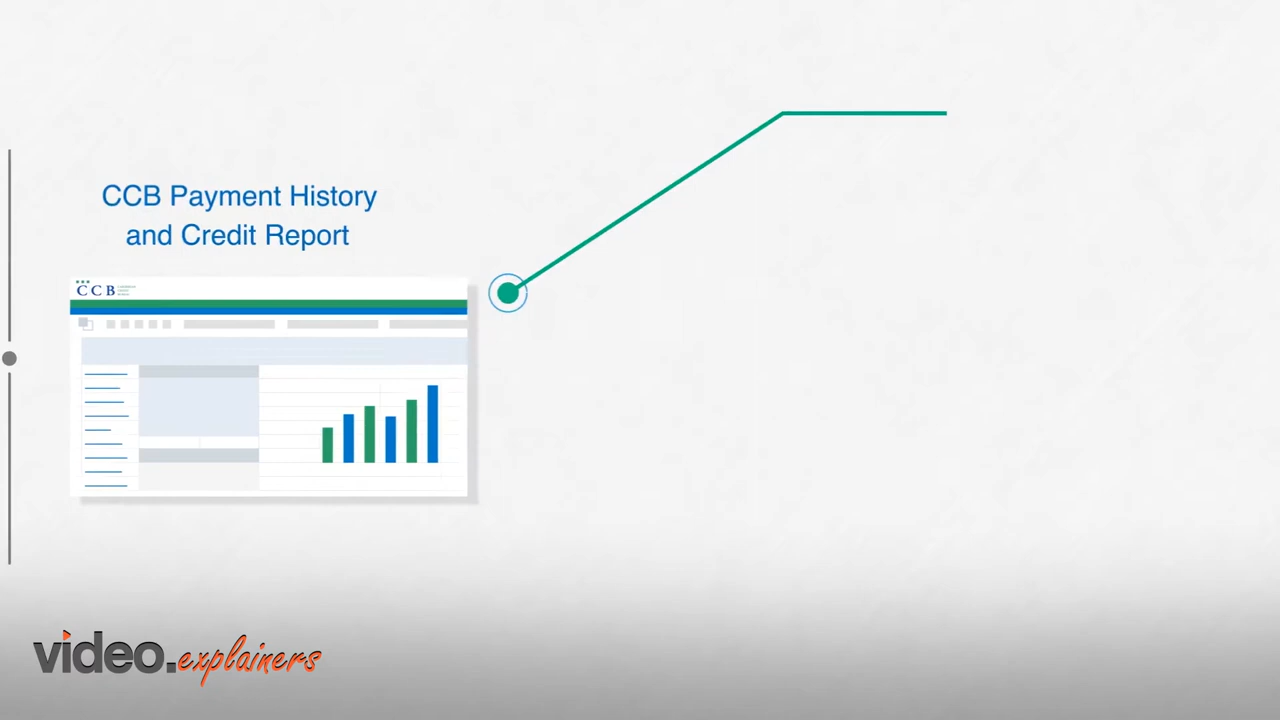 CCB Payment History
and Credit Report
CCB
video.explainers